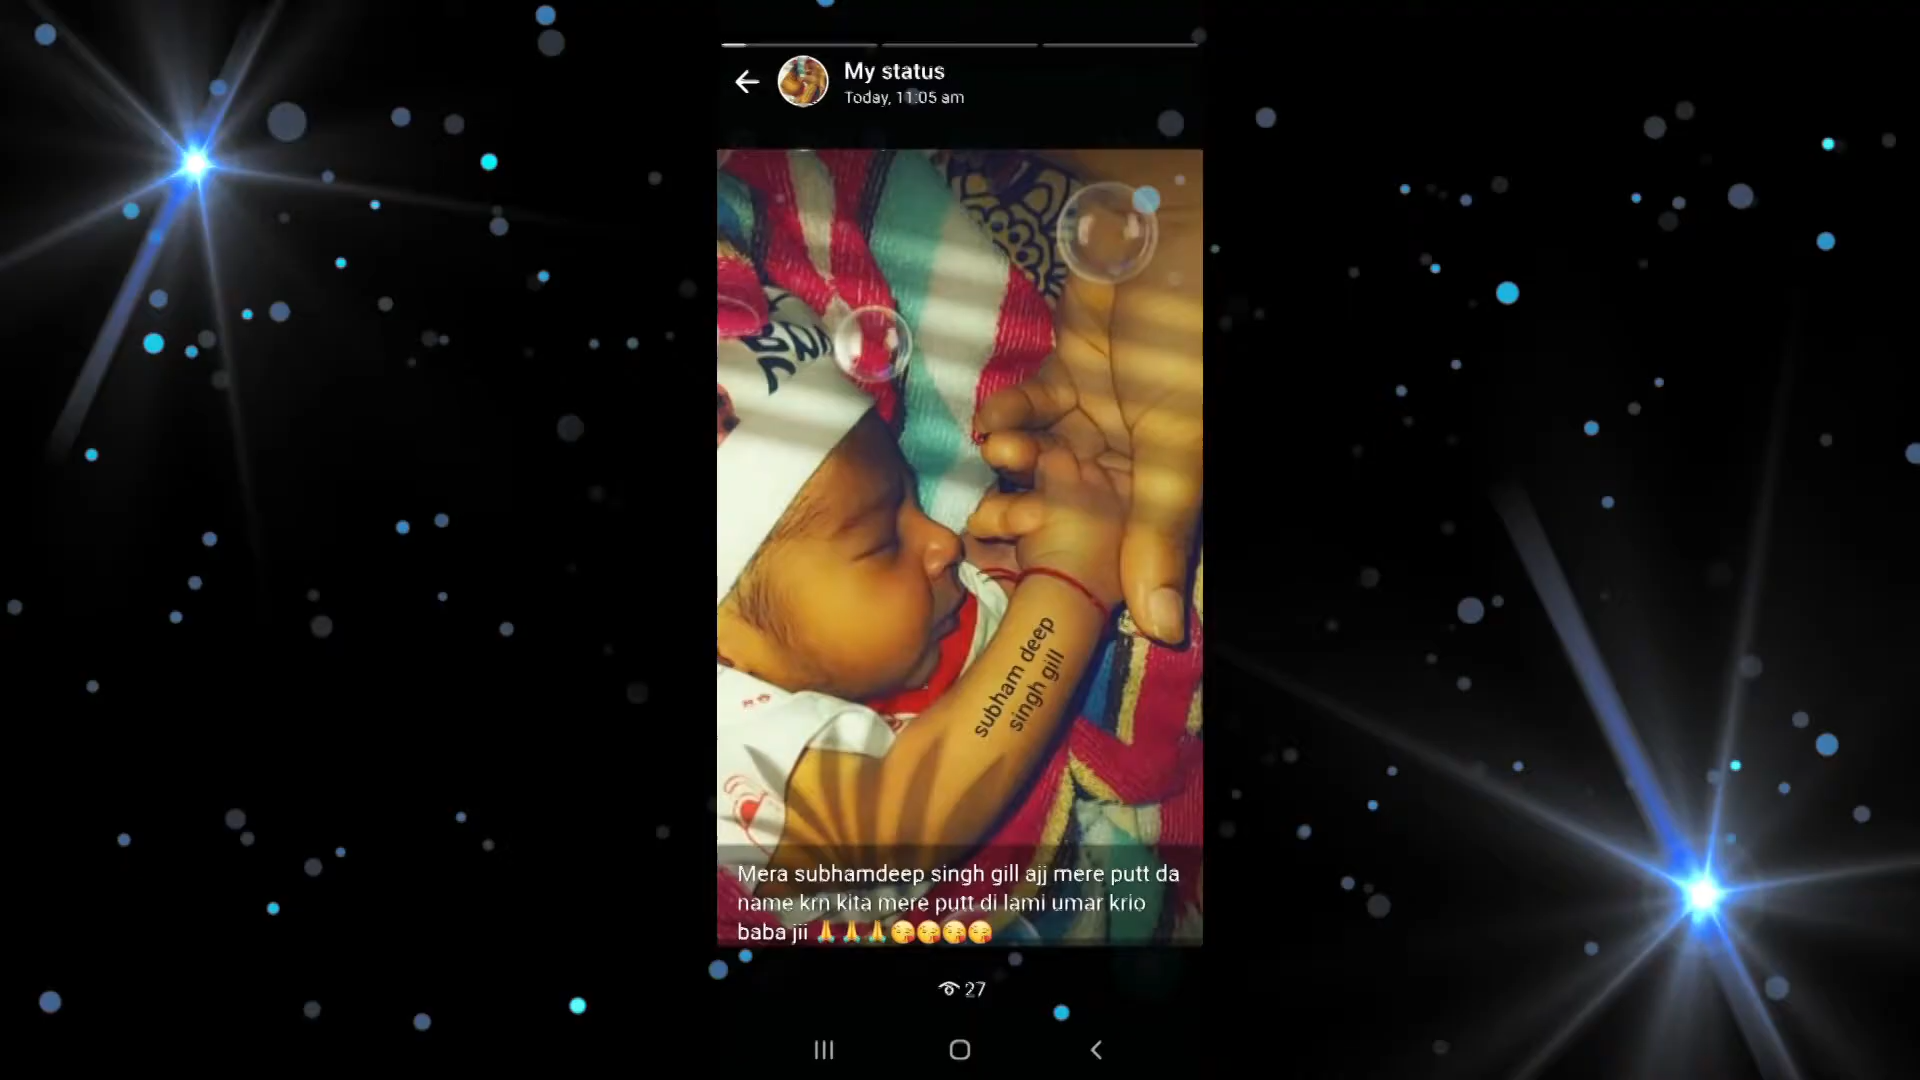 My status
Today, 11:05 am
subham deep
singh gill
Mera subhamdeep singh gill ajj mere putt da
name krn kita mere putt di lami umar krio
baba jii 🙏🙏🙏😘😘😘😘
27